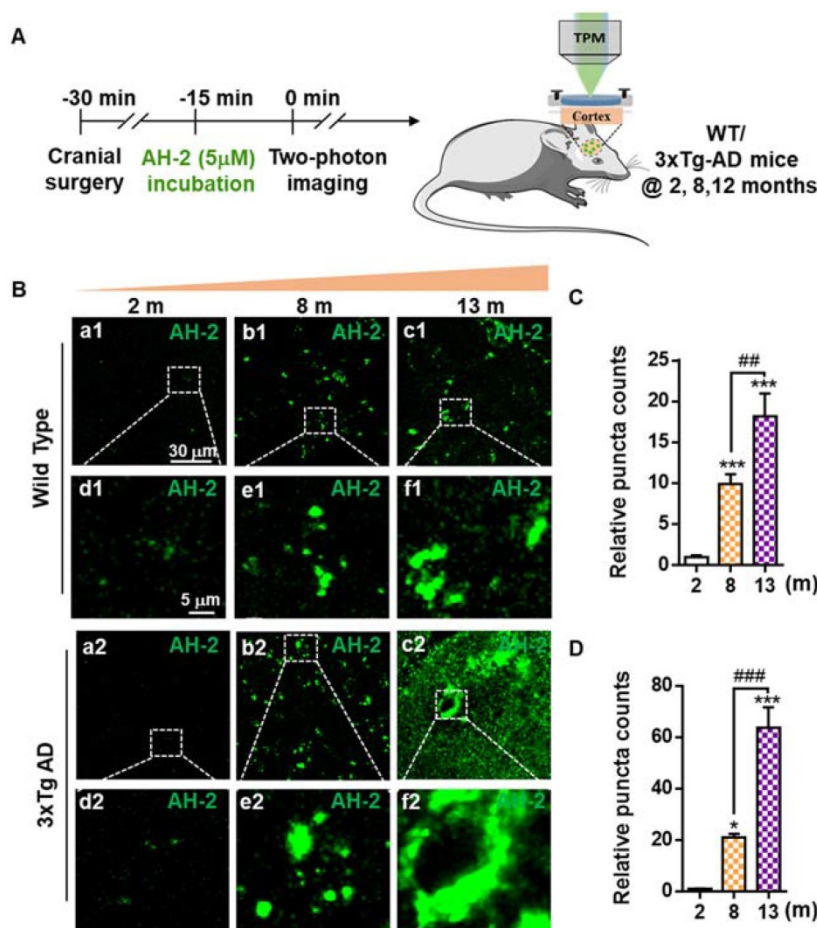 A
TPM
Cortex
-30 min
-15 min
0 min
Cranial surgery
AH-2 (5μM) incubation
Two-photon imaging
WT/
3xTg-AD mice
@ 2, 8,12 months
B
2 m
8 m
13 m
Wild Type
a1 AH-2
30 μm
b1 AH-2
c1 AH-2
d1 AH-2
5 μm
e1 AH-2
f1 AH-2
3xTg AD
a2 AH-2
b2 AH-2
c2 AH-2
d2 AH-2
e2 AH-2
f2 AH-2
C
Relative puncta counts
25
20
15
10
5
0
***
##
***
2 8 13 (m)
D
Relative puncta counts
80
60
40
20
0
*
###
***
2 8 13 (m)